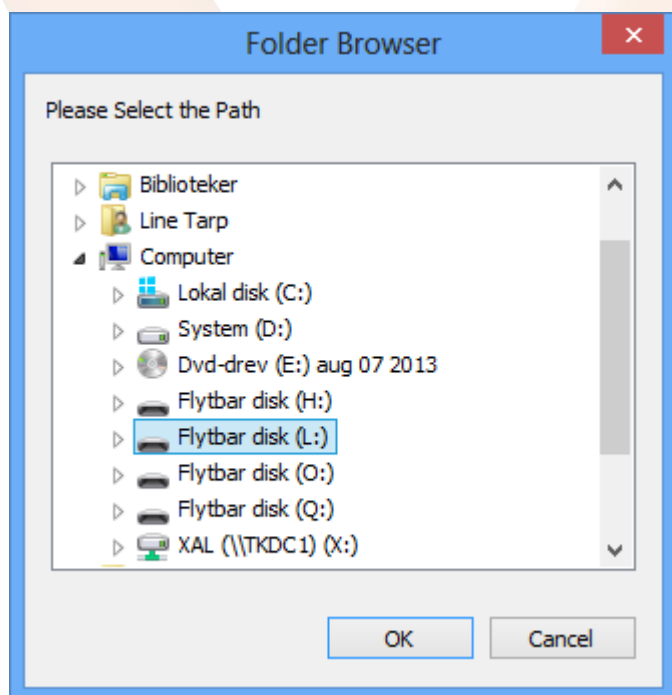 Folder Browser
Please Select the Path
Biblioteker
Line Tarp
Computer
Lokal disk (C:)
System (D:)
Dvd-drev (E:) aug 07 2013
Flytbar disk (H:)
Flytbar disk (L:)
Flytbar disk (O:)
Flytbar disk (Q:)
XAL (\\TKDC1) (X:)
OK Cancel